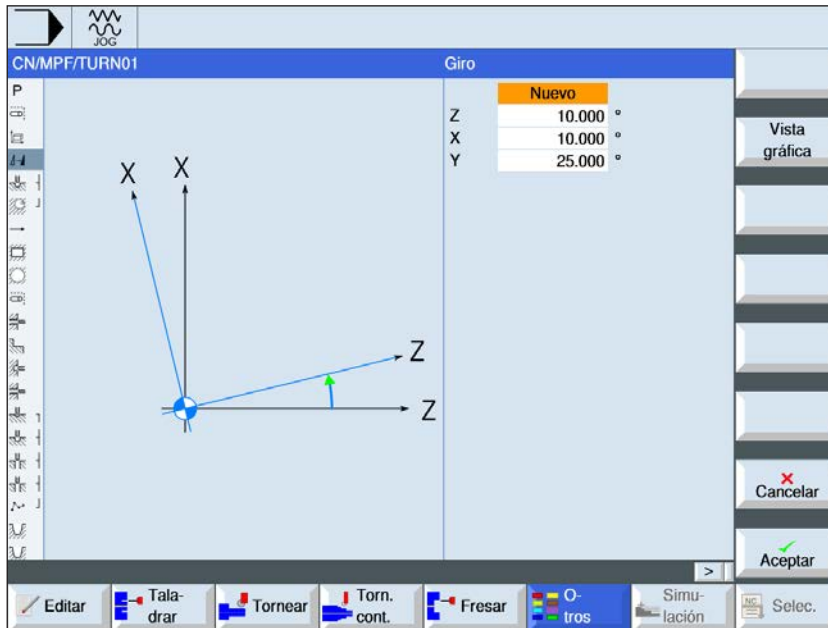 JOG
CN/MPF/TURN01
Giro
P
Nuevo
Z 10.000 °
X 10.000 °
Y 25.000 °
X X
Z
Z
Vista
gráfica
Cancelar
Aceptar
>
Editar
Tala-
drar
Tornear
Torn.
cont.
Fresar
O-
tros
Simu-
lación
NC
Selec.